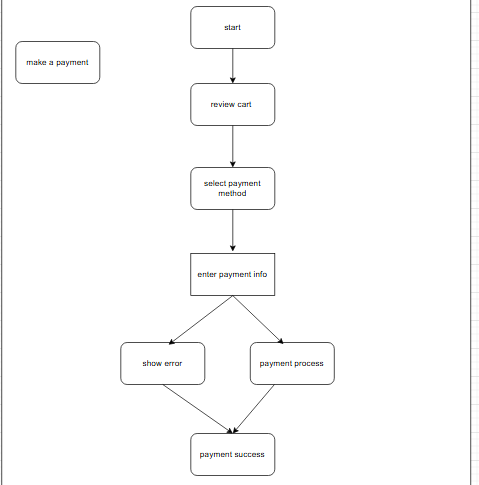 start
make a payment
review cart
select payment
method
enter payment info
show error
payment process
payment success